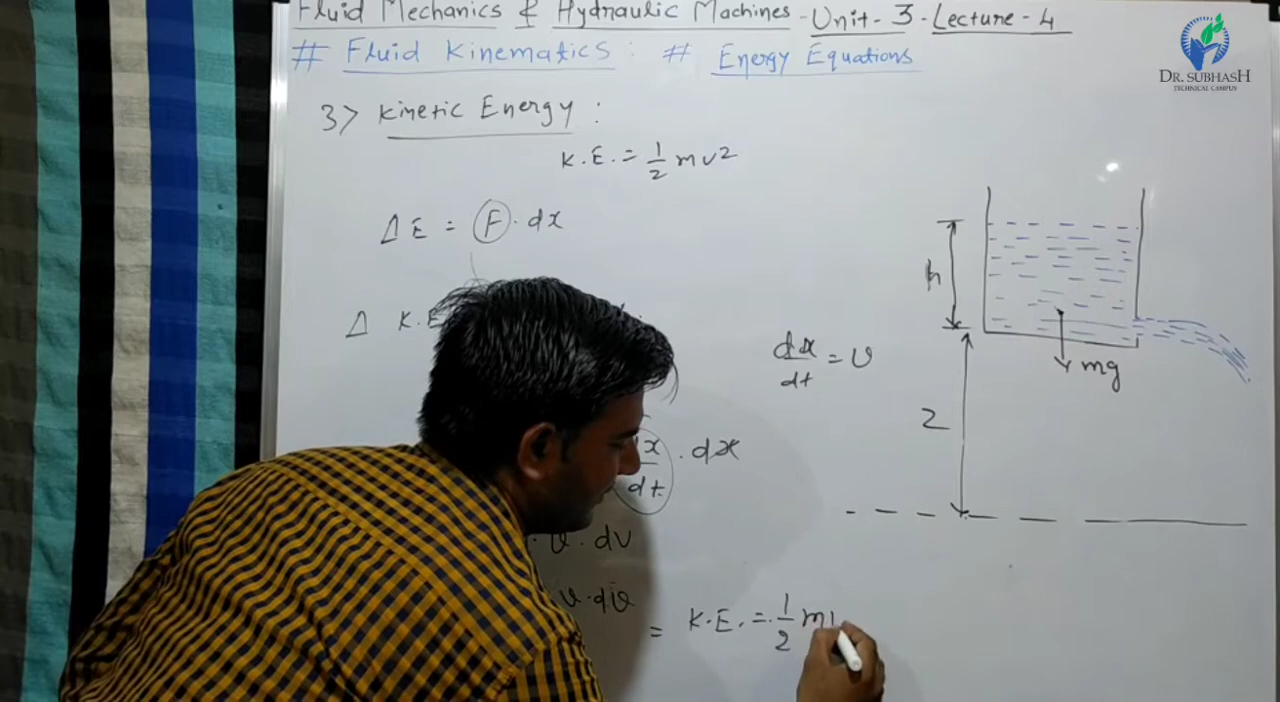 Fluid Mechanics & Hydraulic Machines - Unit - 3 - Lecture - 4
# Fluid Kinematics : # Energy Equations
DR. SUBHASH
TECHNICAL CAMPUS
3> Kinetic Energy :
K.E. = 1/2 mv2
Δ E = F . dx
h
Δ K.E
dx/dt = v
mg
Z
x/dt . dx
. v . dv
v . dv
= K.E. = 1/2 m